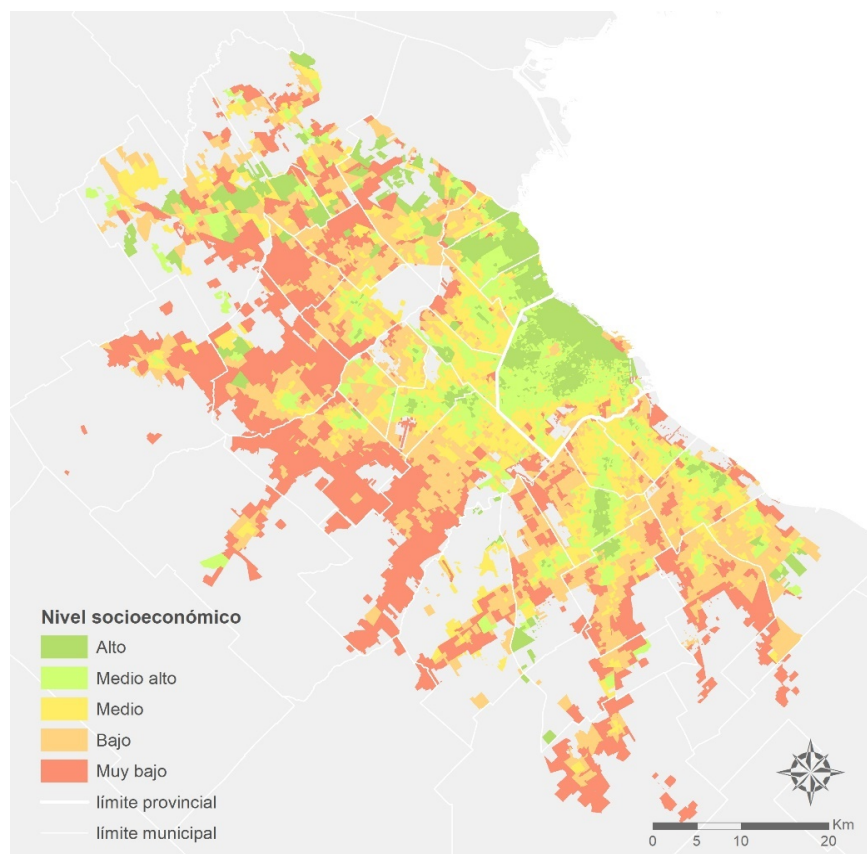 Nivel socioeconómico
Alto
Medio alto
Medio
Bajo
Muy bajo
límite provincial
límite municipal
Km
0 5 10 20